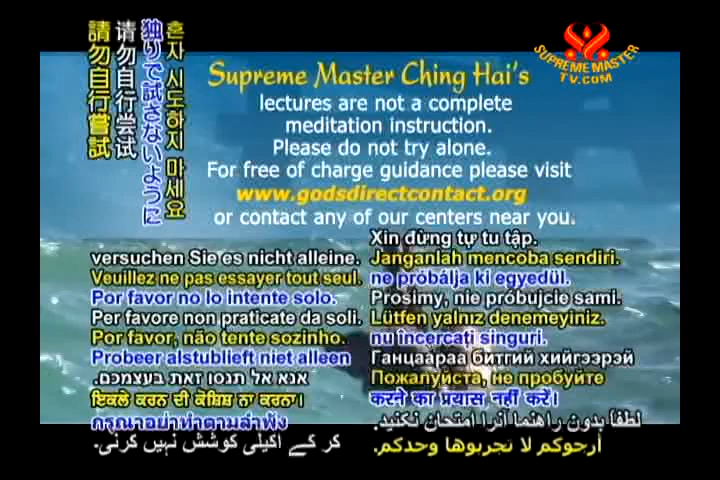 請勿自行嘗試
请勿自行尝试
独りで試さないように
혼자 시도하지 마세요
SUPREME MASTER
TV.COM
Supreme Master Ching Hai's
lectures are not a complete
meditation instruction.
Please do not try alone.
For free of charge guidance please visit
www.godsdirectcontact.org
or contact any of our centers near you.
versuchen Sie es nicht alleine.
Veuillez ne pas essayer tout seul.
Por favor no lo intente solo.
Per favore non praticate da soli.
Por favor, não tente sozinho.
Probeer alstublieft niet alleen
אנא אל תנסו זאת בעצמכם.
ਇਕਲੇ ਕਰਨ ਦੀ ਕੋਸ਼ਿਸ਼ ਨਾ ਕਰਨਾ।
กรุณาอย่าทำตามลำพัง
کر کے اکیلی کوشش نہیں کرنی.
Xin đừng tự tu tập.
Janganlah mencoba sendiri.
ne próbálja ki egyedül.
Prosimy, nie próbujcie sami.
Lütfen yalnız denemeyiniz.
nu încercați singuri.
Ганцаараа битгий хийгээрэй
Пожалуйста, не пробуйте
करने का प्रयास नहीं करें।
لطفاً بدون راهنما آنرا امتحان نکنید.
أرجوكم لا تجربوها وحدكم.